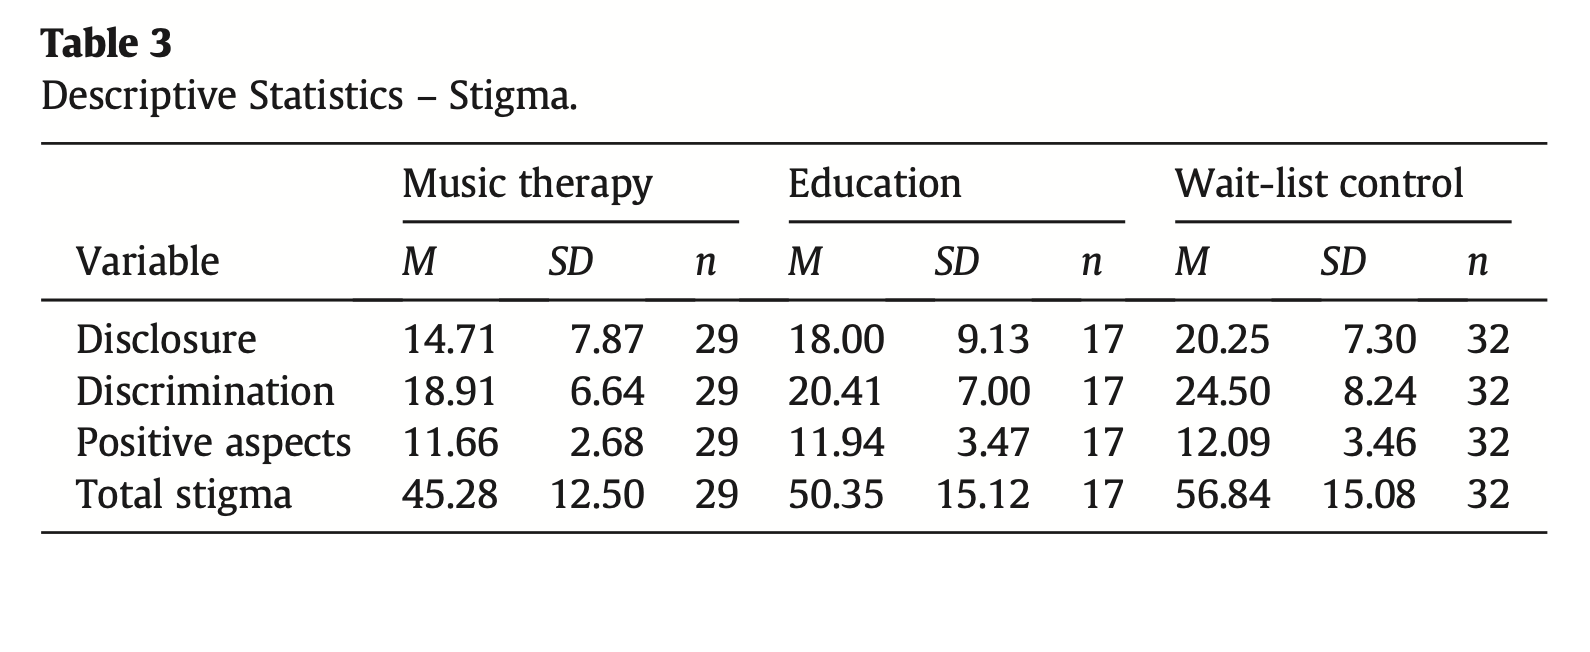 Table 3
Descriptive Statistics – Stigma.
Music therapy Education Wait-list control
Variable M SD n M SD n M SD n
Disclosure 14.71 7.87 29 18.00 9.13 17 20.25 7.30 32
Discrimination 18.91 6.64 29 20.41 7.00 17 24.50 8.24 32
Positive aspects 11.66 2.68 29 11.94 3.47 17 12.09 3.46 32
Total stigma 45.28 12.50 29 50.35 15.12 17 56.84 15.08 32